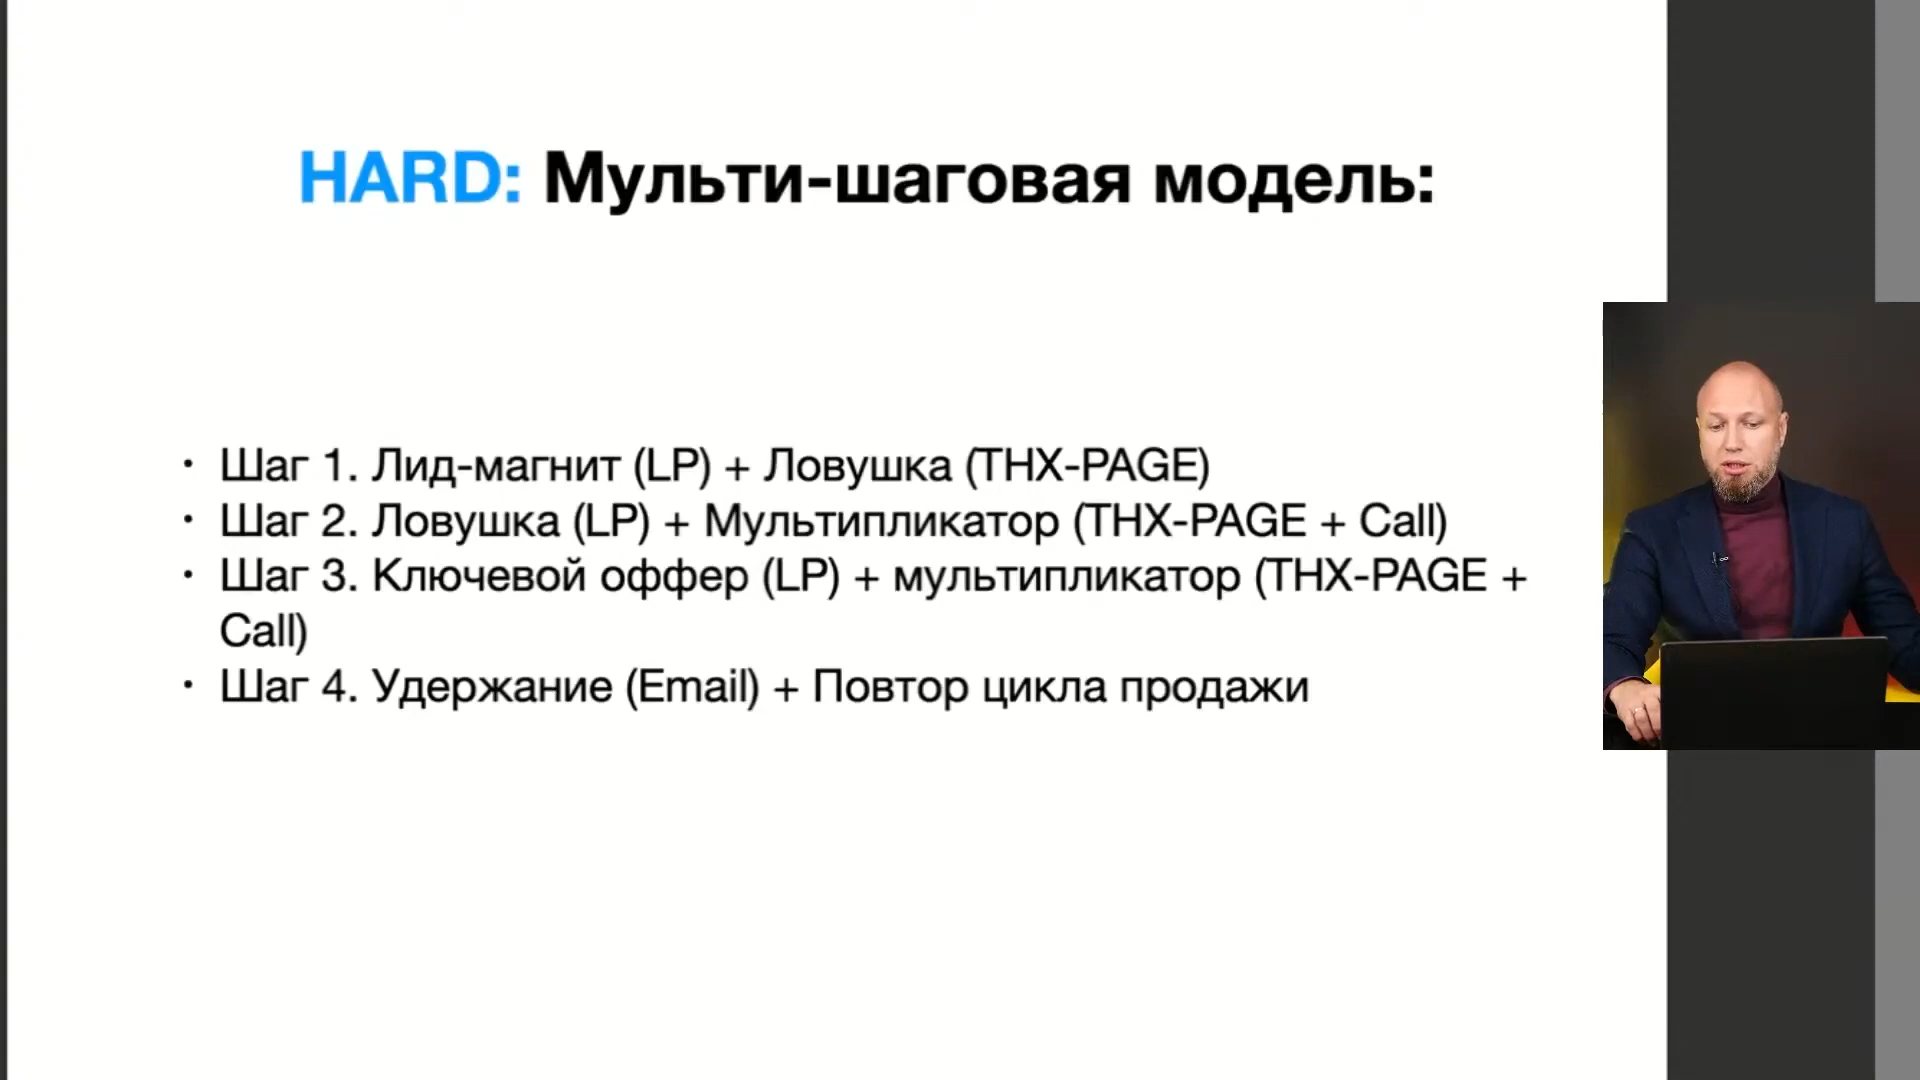 HARD: Мульти-шаговая модель:
• Шаг 1. Лид-магнит (LP) + Ловушка (THX-PAGE)
• Шаг 2. Ловушка (LP) + Мультипликатор (THX-PAGE + Call)
• Шаг 3. Ключевой оффер (LP) + мультипликатор (THX-PAGE +
Call)
• Шаг 4. Удержание (Email) + Повтор цикла продажи